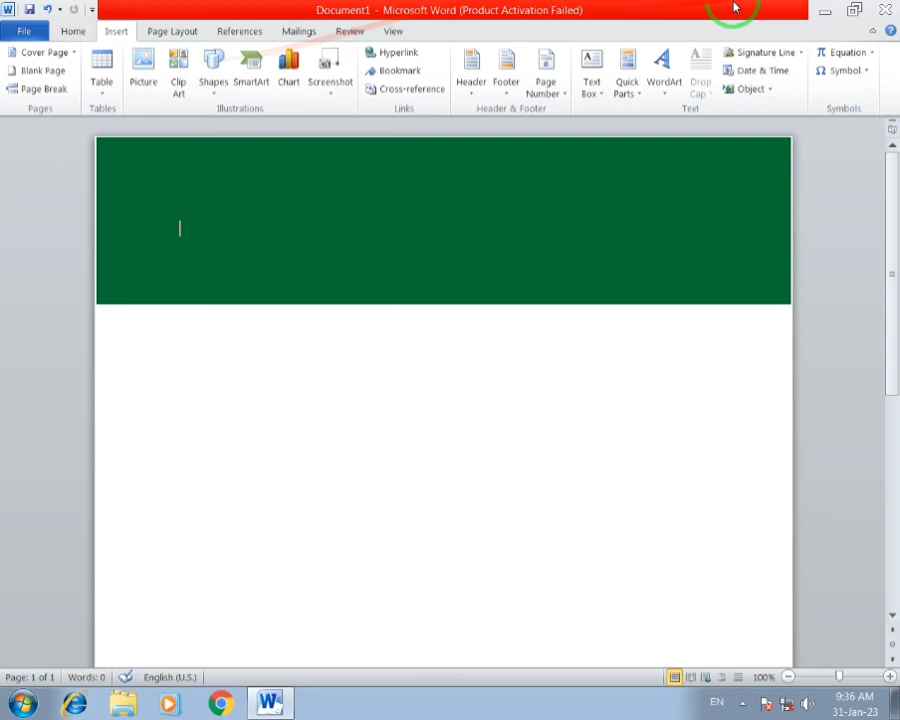 Document1 - Microsoft Word (Product Activation Failed)
File Home Insert Page Layout References Mailings Review View
Cover Page
Blank Page
Page Break
Pages
Table
Tables
Picture
Clip
Art
Shapes
SmartArt
Chart
Screenshot
Illustrations
Hyperlink
Bookmark
Cross-reference
Links
Header
Footer
Page
Number
Header & Footer
Text
Box
Quick
Parts
WordArt
Drop
Cap
Signature Line
Date & Time
Object
Text
Equation
Symbol
Symbols
Page: 1 of 1 Words: 0 English (U.S.) 100%
EN 9:36 AM
31-Jan-23